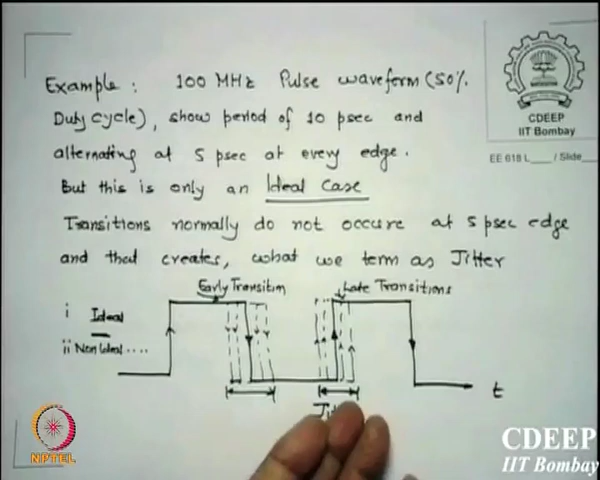 Example: 100 MHz Pulse waveform (50%
Duty cycle), show period of 10 psec and
alternating at 5 psec at every edge.
But this is only an Ideal Case
Transitions normally do not occure at 5 psec edge
and that creates, what we term as Jitter
Early Transition
Late Transitions
i Ideal
ii Non Ideal ....
t
CDEEP
IIT Bombay
EE 618 L____ / Slide___
NPTEL
CDEEP
IIT Bombay